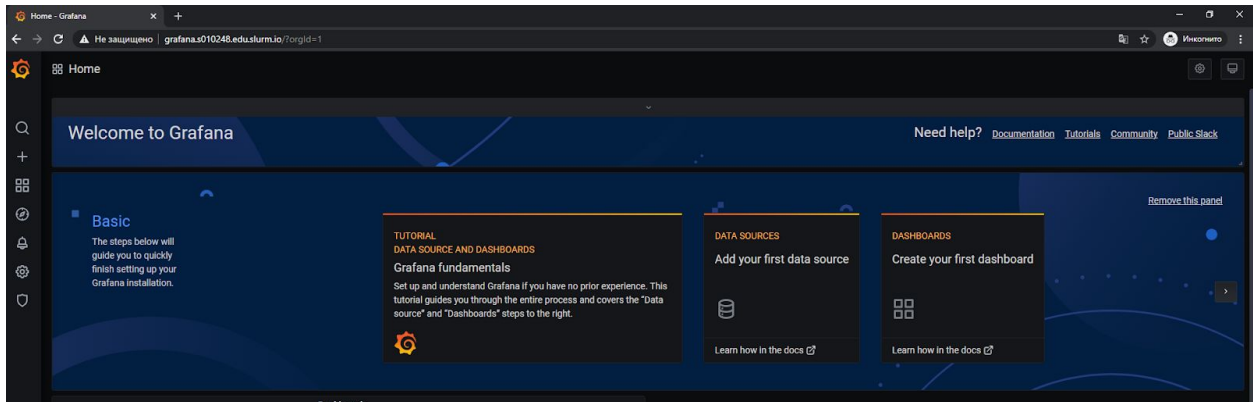 Home - Grafana
Не защищено grafana.s010248.edu.slurm.io/?orgId=1
Инкогнито
Home
Welcome to Grafana
Need help? Documentation Tutorials Community Public Slack
Remove this panel
Basic
The steps below will
guide you to quickly
finish setting up your
Grafana installation.
TUTORIAL
DATA SOURCE AND DASHBOARDS
Grafana fundamentals
Set up and understand Grafana if you have no prior experience. This
tutorial guides you through the entire process and covers the "Data
source" and "Dashboards" steps to the right.
DATA SOURCES
Add your first data source
Learn how in the docs
DASHBOARDS
Create your first dashboard
Learn how in the docs